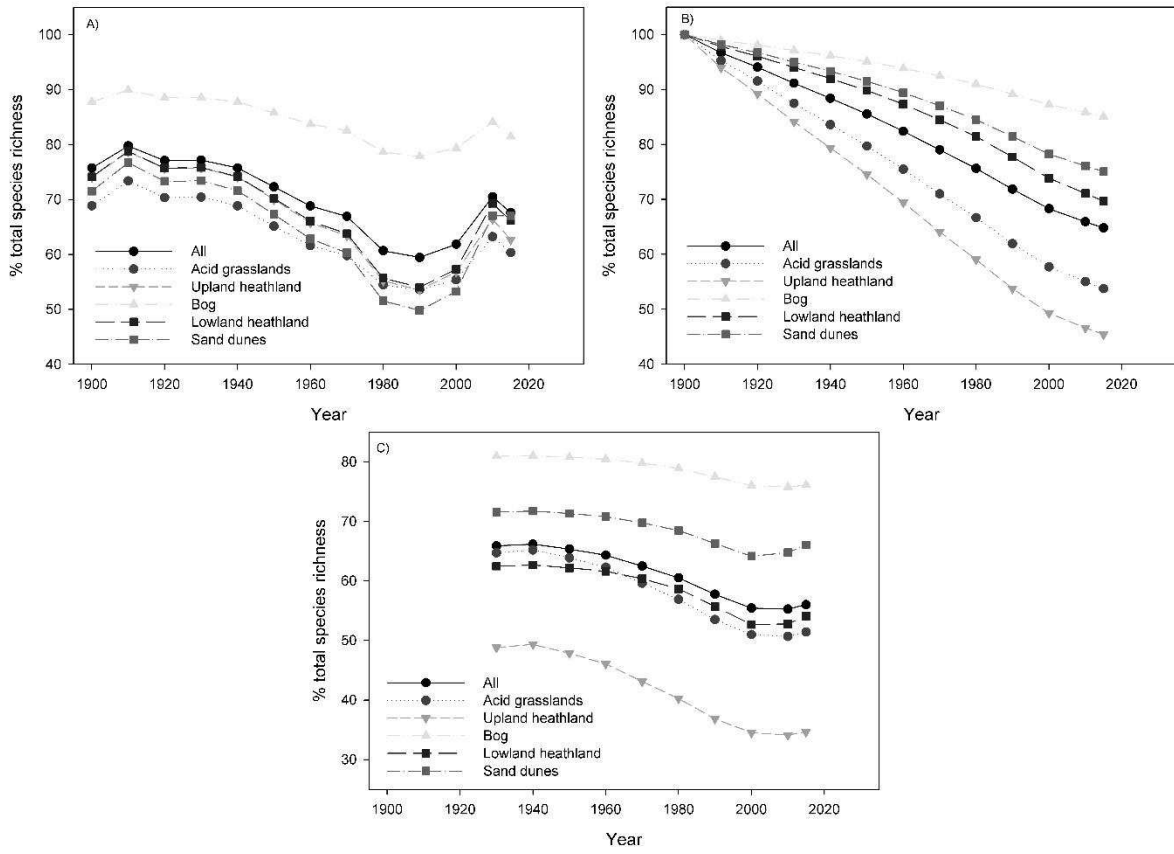 A)
% total species richness
100
90
80
70
60
50
40
All
Acid grasslands
Upland heathland
Bog
Lowland heathland
Sand dunes
1900 1920 1940 1960 1980 2000 2020
Year
B)
% total species richness
100
90
80
70
60
50
40
All
Acid grasslands
Upland heathland
Bog
Lowland heathland
Sand dunes
1900 1920 1940 1960 1980 2000 2020
Year
C)
% total species richness
80
70
60
50
40
30
All
Acid grasslands
Upland heathland
Bog
Lowland heathland
Sand dunes
1900 1920 1940 1960 1980 2000 2020
Year